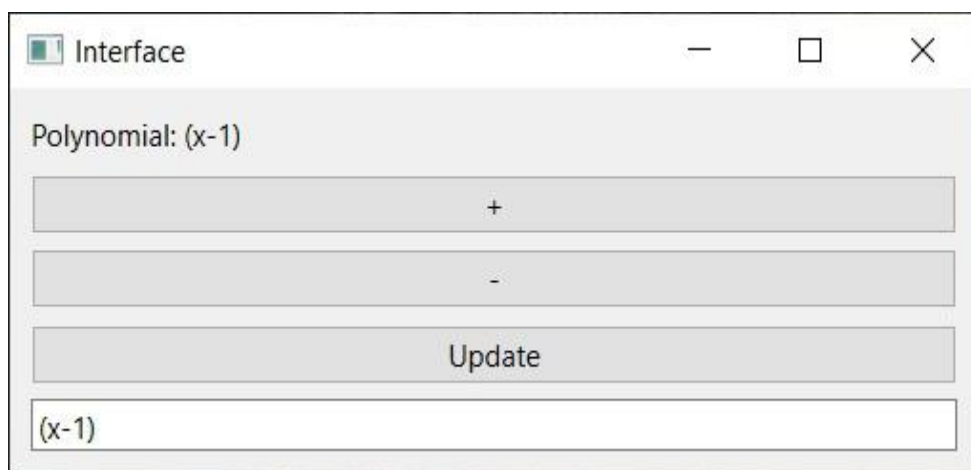 Interface
Polynomial: (x-1)
+
-
Update
(x-1)